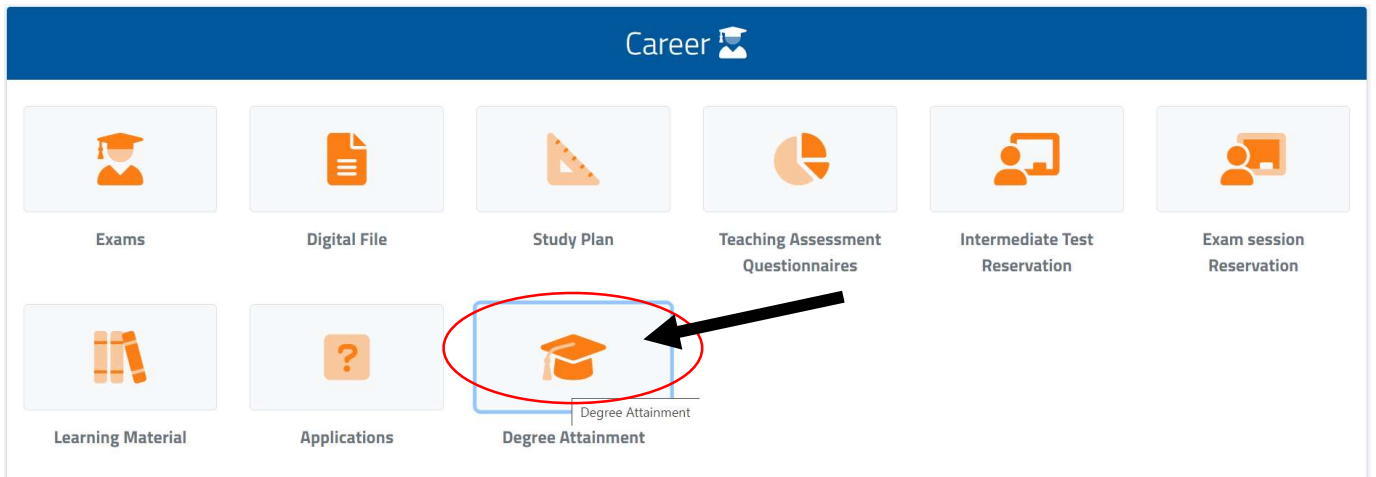 Career
Exams
Digital File
Study Plan
Teaching Assessment
Questionnaires
Intermediate Test
Reservation
Exam session
Reservation
?
Degree Attainment
Learning Material
Applications
Degree Attainment